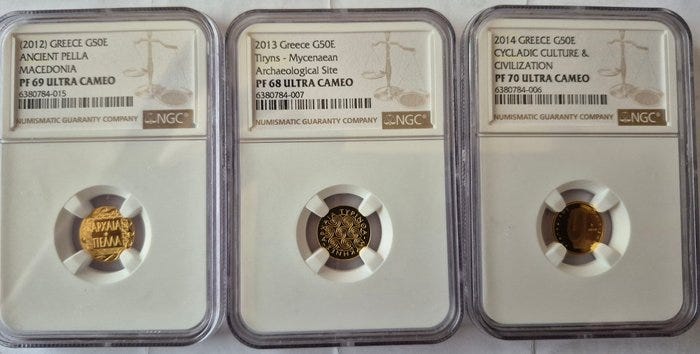 (2012) GREECE G50E
ANCIENT PELLA
MACEDONIA
PF 69 ULTRA CAMEO
6380784-015
NUMISMATIC GUARANTY COMPANY
NGC®
ΑΡΧΑΙΑ
ΠΕΛΛΑ
2013 Greece G50E
Tiryns - Mycenaean
Archaeological Site
PF 68 ULTRA CAMEO
6380784-007
NUMISMATIC GUARANTY COMPANY
NGC®
ΑΡΧΑΙΑ ΤΙΡΥΝΘΑ
2014 GREECE G50E
CYCLADIC CULTURE &
CIVILIZATION
PF 70 ULTRA CAMEO
6380784-006
NUMISMATIC GUARANTY COMPANY
NGC®